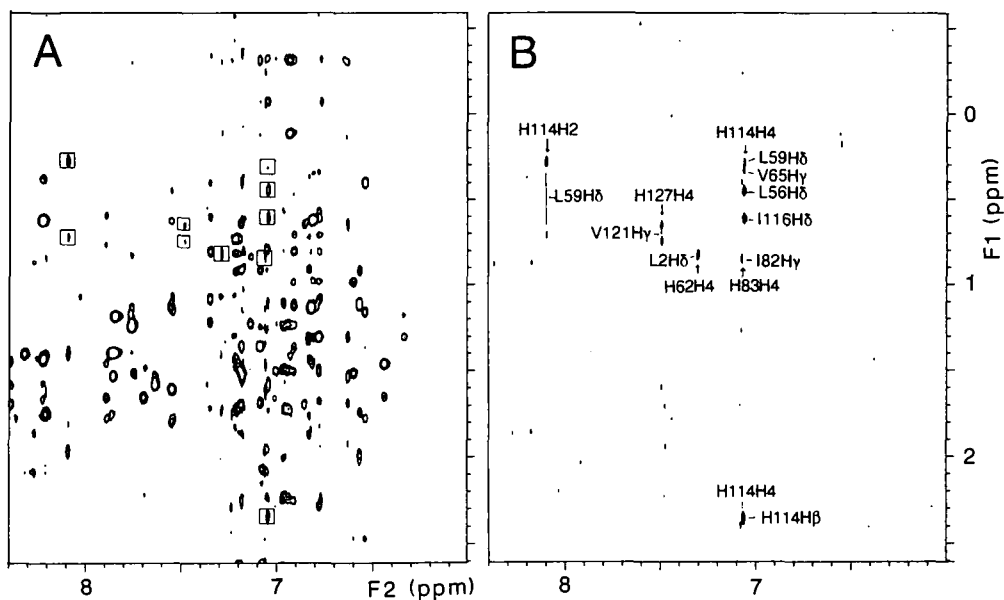 A
B
H114H2
L59Hδ
H127H4
V121Hγ
L2Hδ
H62H4
H114H4
L59Hδ
V65Hγ
L56Hδ
I116Hδ
I82Hγ
H83H4
H114H4
H114Hβ
0
1
2
F1 (ppm)
8 7
F2 (ppm)
8 7